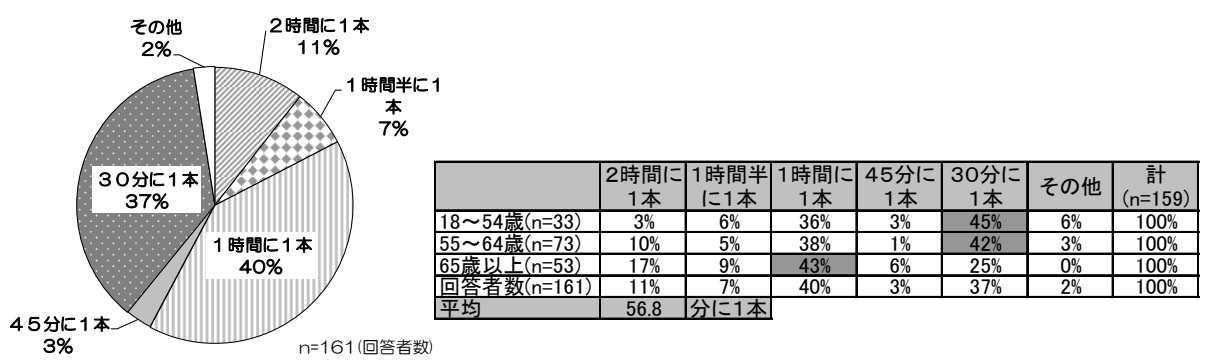 その他
2%
２時間に１本
11%
１時間半に１
本
7%
３０分に１本
37%
１時間に１本
40%
４５分に１本
3%
n=161(回答者数)
２時間に１本 １時間半に１本 １時間に１本 ４５分に１本 ３０分に１本 その他 計(n=159)
18～54歳(n=33) 3% 6% 36% 3% 45% 6% 100%
55～64歳(n=73) 10% 5% 38% 1% 42% 3% 100%
65歳以上(n=53) 17% 9% 43% 6% 25% 0% 100%
回答者数(n=161) 11% 7% 40% 3% 37% 2% 100%
平均 56.8 分に1本